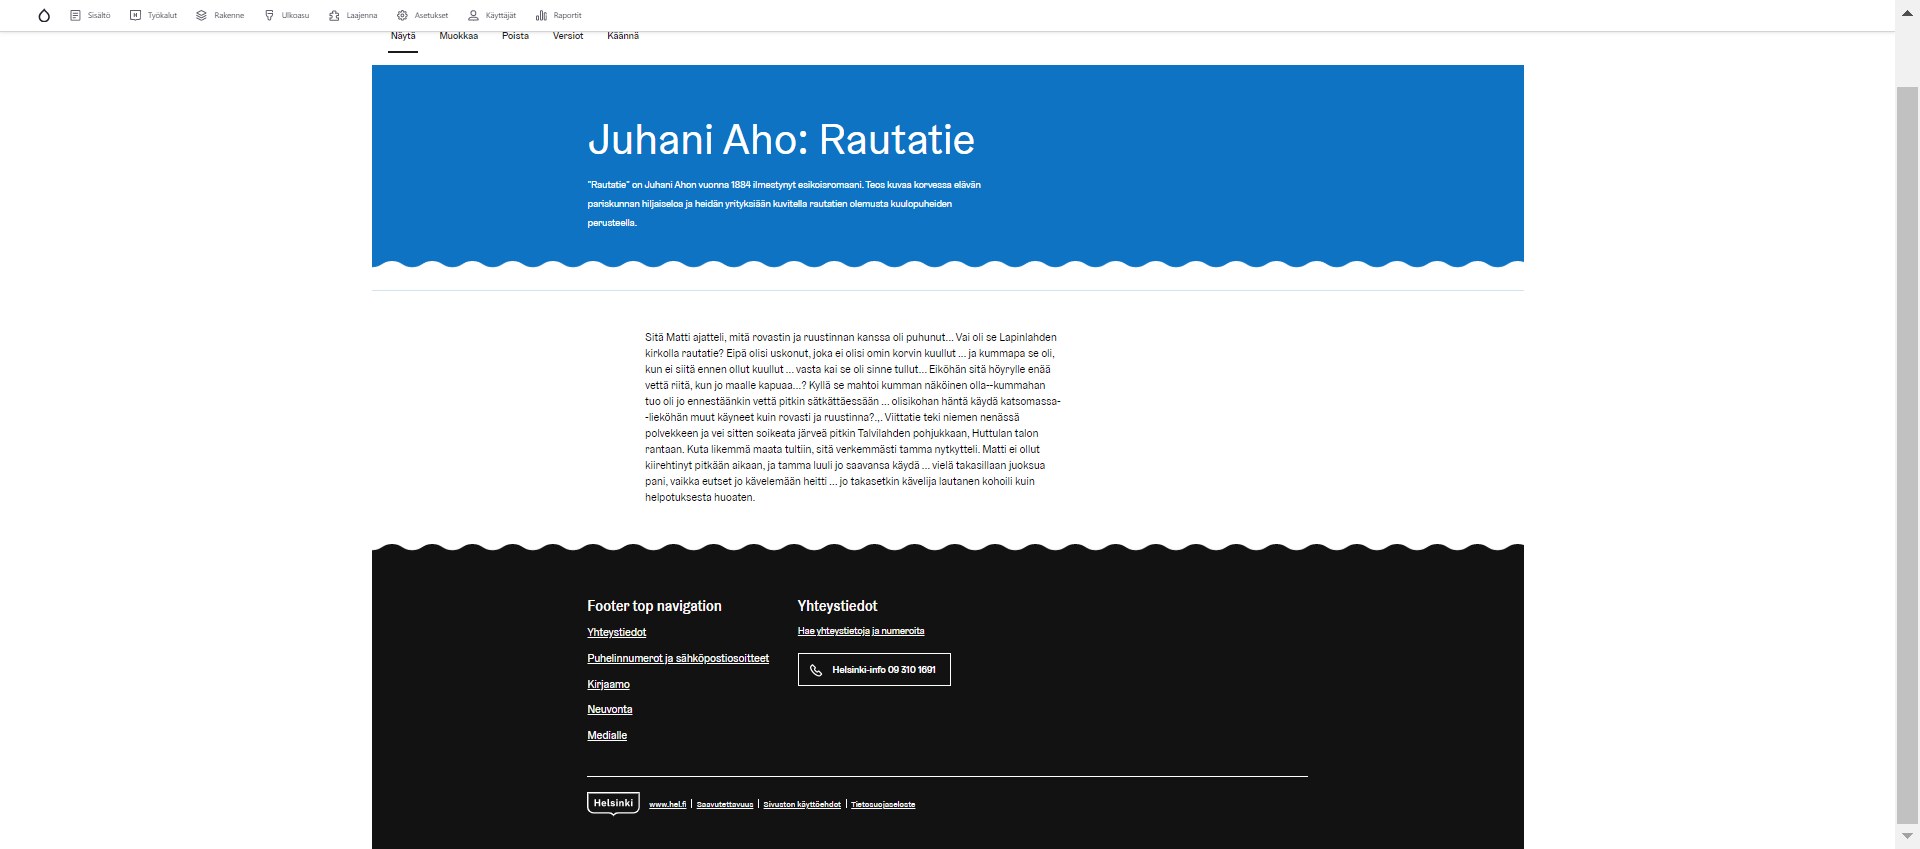 Sisältö Työkalut Rakenne Ulkoasu Laajenna Asetukset Käyttäjät Raportit
Näytä Muokkaa Poista Versiot Käännä
Juhani Aho: Rautatie
"Rautatie" on Juhani Ahon vuonna 1884 ilmestynyt esikoisromaani. Teos kuvaa korvessa elävän
pariskunnan hiljaiseloa ja heidän yrityksiään kuvitella rautatien olemusta kuulopuheiden
perusteella.
Sitä Matti ajatteli, mitä rovastin ja ruustinnan kanssa oli puhunut... Vai oli se Lapinlahden
kirkolla rautatie? Eipä olisi uskonut, joka ei olisi omin korvin kuullut ... ja kummapa se oli,
kun ei siitä ennen ollut kuullut ... vasta kai se oli sinne tullut... Eiköhän sitä höyrylle enää
vettä riitä, kun jo maalle kapuaa...? Kyllä se mahtoi kumman näköinen olla--kummahan
tuo oli jo ennestäänkin vettä pitkin sätkättäessään ... olisikohan häntä käydä katsomassa-
-lieköhän muut käyneet kuin rovasti ja ruustinna?.,. Viittatie teki niemen nenässä
polvekkeen ja vei sitten soikeata järveä pitkin Talvilahden pohjukkaan, Huttulan talon
rantaan. Kuta likemmä maata tultiin, sitä verkemmästi tamma nytkytteli. Matti ei ollut
kiirehtinyt pitkään aikaan, ja tamma luuli jo saavansa käydä ... vielä takasillaan juoksua
pani, vaikka eutset jo kävelemään heitti ... jo takasetkin kävelija lautanen kohoili kuin
helpotuksesta huoaten.
Footer top navigation
Yhteystiedot
Puhelinnumerot ja sähköpostiosoitteet
Kirjaamo
Neuvonta
Medialle
Yhteystiedot
Hae yhteystietoja ja numeroita
Helsinki-info 09 310 1691
Helsinki www.hel.fi | Saavutettavuus | Sivuston käyttöehdot | Tietosuojaseloste